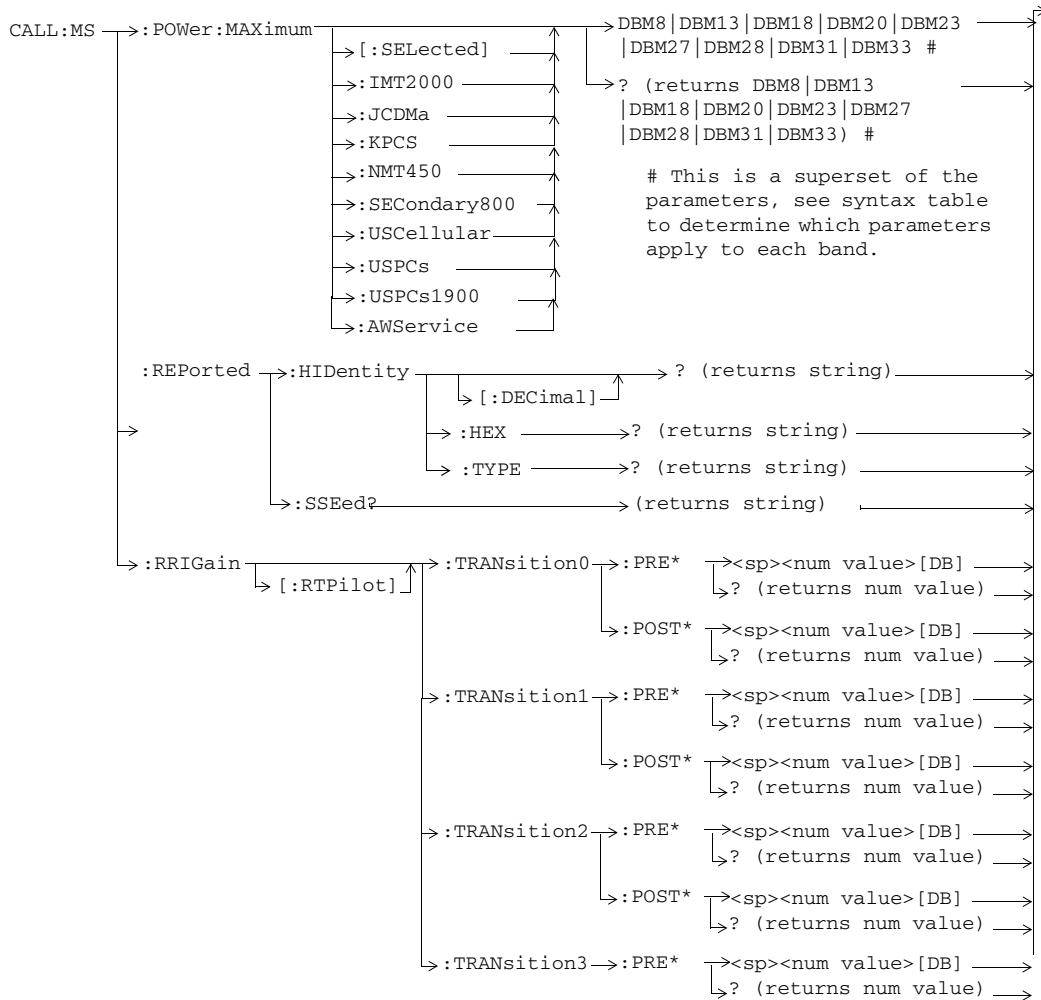 CALL:MS :POWer:MAXimum DBM8|DBM13|DBM18|DBM20|DBM23
[:SELected] |DBM27|DBM28|DBM31|DBM33 #
:IMT2000 ? (returns DBM8|DBM13
:JCDMa |DBM18|DBM20|DBM23|DBM27
:KPCS |DBM28|DBM31|DBM33) #
:NMT450 # This is a superset of the
:SECondary800 parameters, see syntax table
:USCellular to determine which parameters
apply to each band.
:USPCs
:USPCs1900
:AWService
:REPorted :HIDentity ? (returns string)
[:DECimal]
:HEX ? (returns string)
:TYPE ? (returns string)
:SSEed? (returns string)
:RRIGain :TRANsition0 :PRE* <sp><num value>[DB]
[:RTPilot] ? (returns num value)
:POST* <sp><num value>[DB]
? (returns num value)
:TRANsition1 :PRE* <sp><num value>[DB]
? (returns num value)
:POST* <sp><num value>[DB]
? (returns num value)
:TRANsition2 :PRE* <sp><num value>[DB]
? (returns num value)
:POST* <sp><num value>[DB]
? (returns num value)
:TRANsition3 :PRE* <sp><num value>[DB]
? (returns num value)